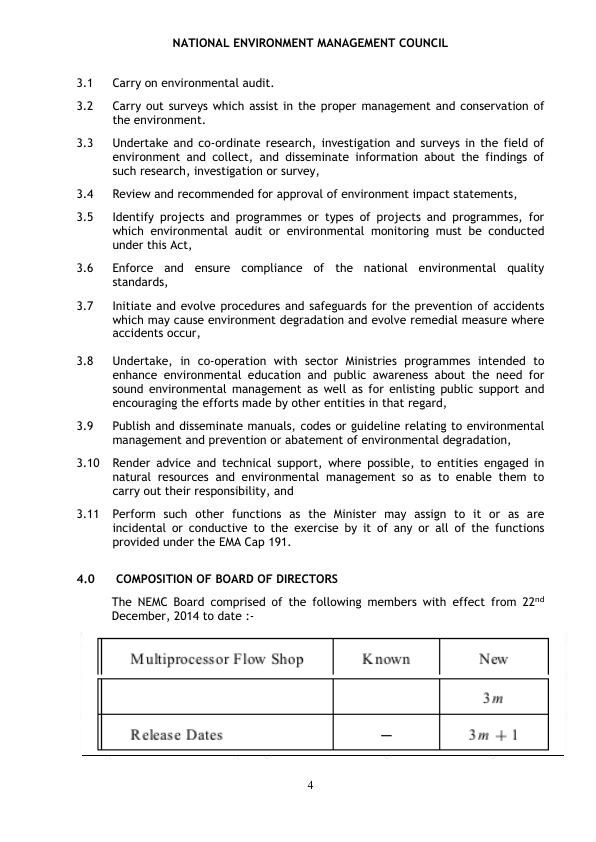 NATIONAL ENVIRONMENT MANAGEMENT COUNCIL
3.1 Carry on environmental audit.
3.2 Carry out surveys which assist in the proper management and conservation of
the environment.
3.3 Undertake and co-ordinate research, investigation and surveys in the field of
environment and collect, and disseminate information about the findings of
such research, investigation or survey,
3.4 Review and recommended for approval of environment impact statements,
3.5 Identify projects and programmes or types of projects and programmes, for
which environmental audit or environmental monitoring must be conducted
under this Act,
3.6 Enforce and ensure compliance of the national environmental quality
standards,
3.7 Initiate and evolve procedures and safeguards for the prevention of accidents
which may cause environment degradation and evolve remedial measure where
accidents occur,
3.8 Undertake, in co-operation with sector Ministries programmes intended to
enhance environmental education and public awareness about the need for
sound environmental management as well as for enlisting public support and
encouraging the efforts made by other entities in that regard,
3.9 Publish and disseminate manuals, codes or guideline relating to environmental
management and prevention or abatement of environmental degradation,
3.10 Render advice and technical support, where possible, to entities engaged in
natural resources and environmental management so as to enable them to
carry out their responsibility, and
3.11 Perform such other functions as the Minister may assign to it or as are
incidental or conductive to the exercise by it of any or all of the functions
provided under the EMA Cap 191.
4.0 COMPOSITION OF BOARD OF DIRECTORS
The NEMC Board comprised of the following members with effect from 22nd
December, 2014 to date :-
Multiprocessor Flow Shop Known New
3m
Release Dates — 3m + 1
4